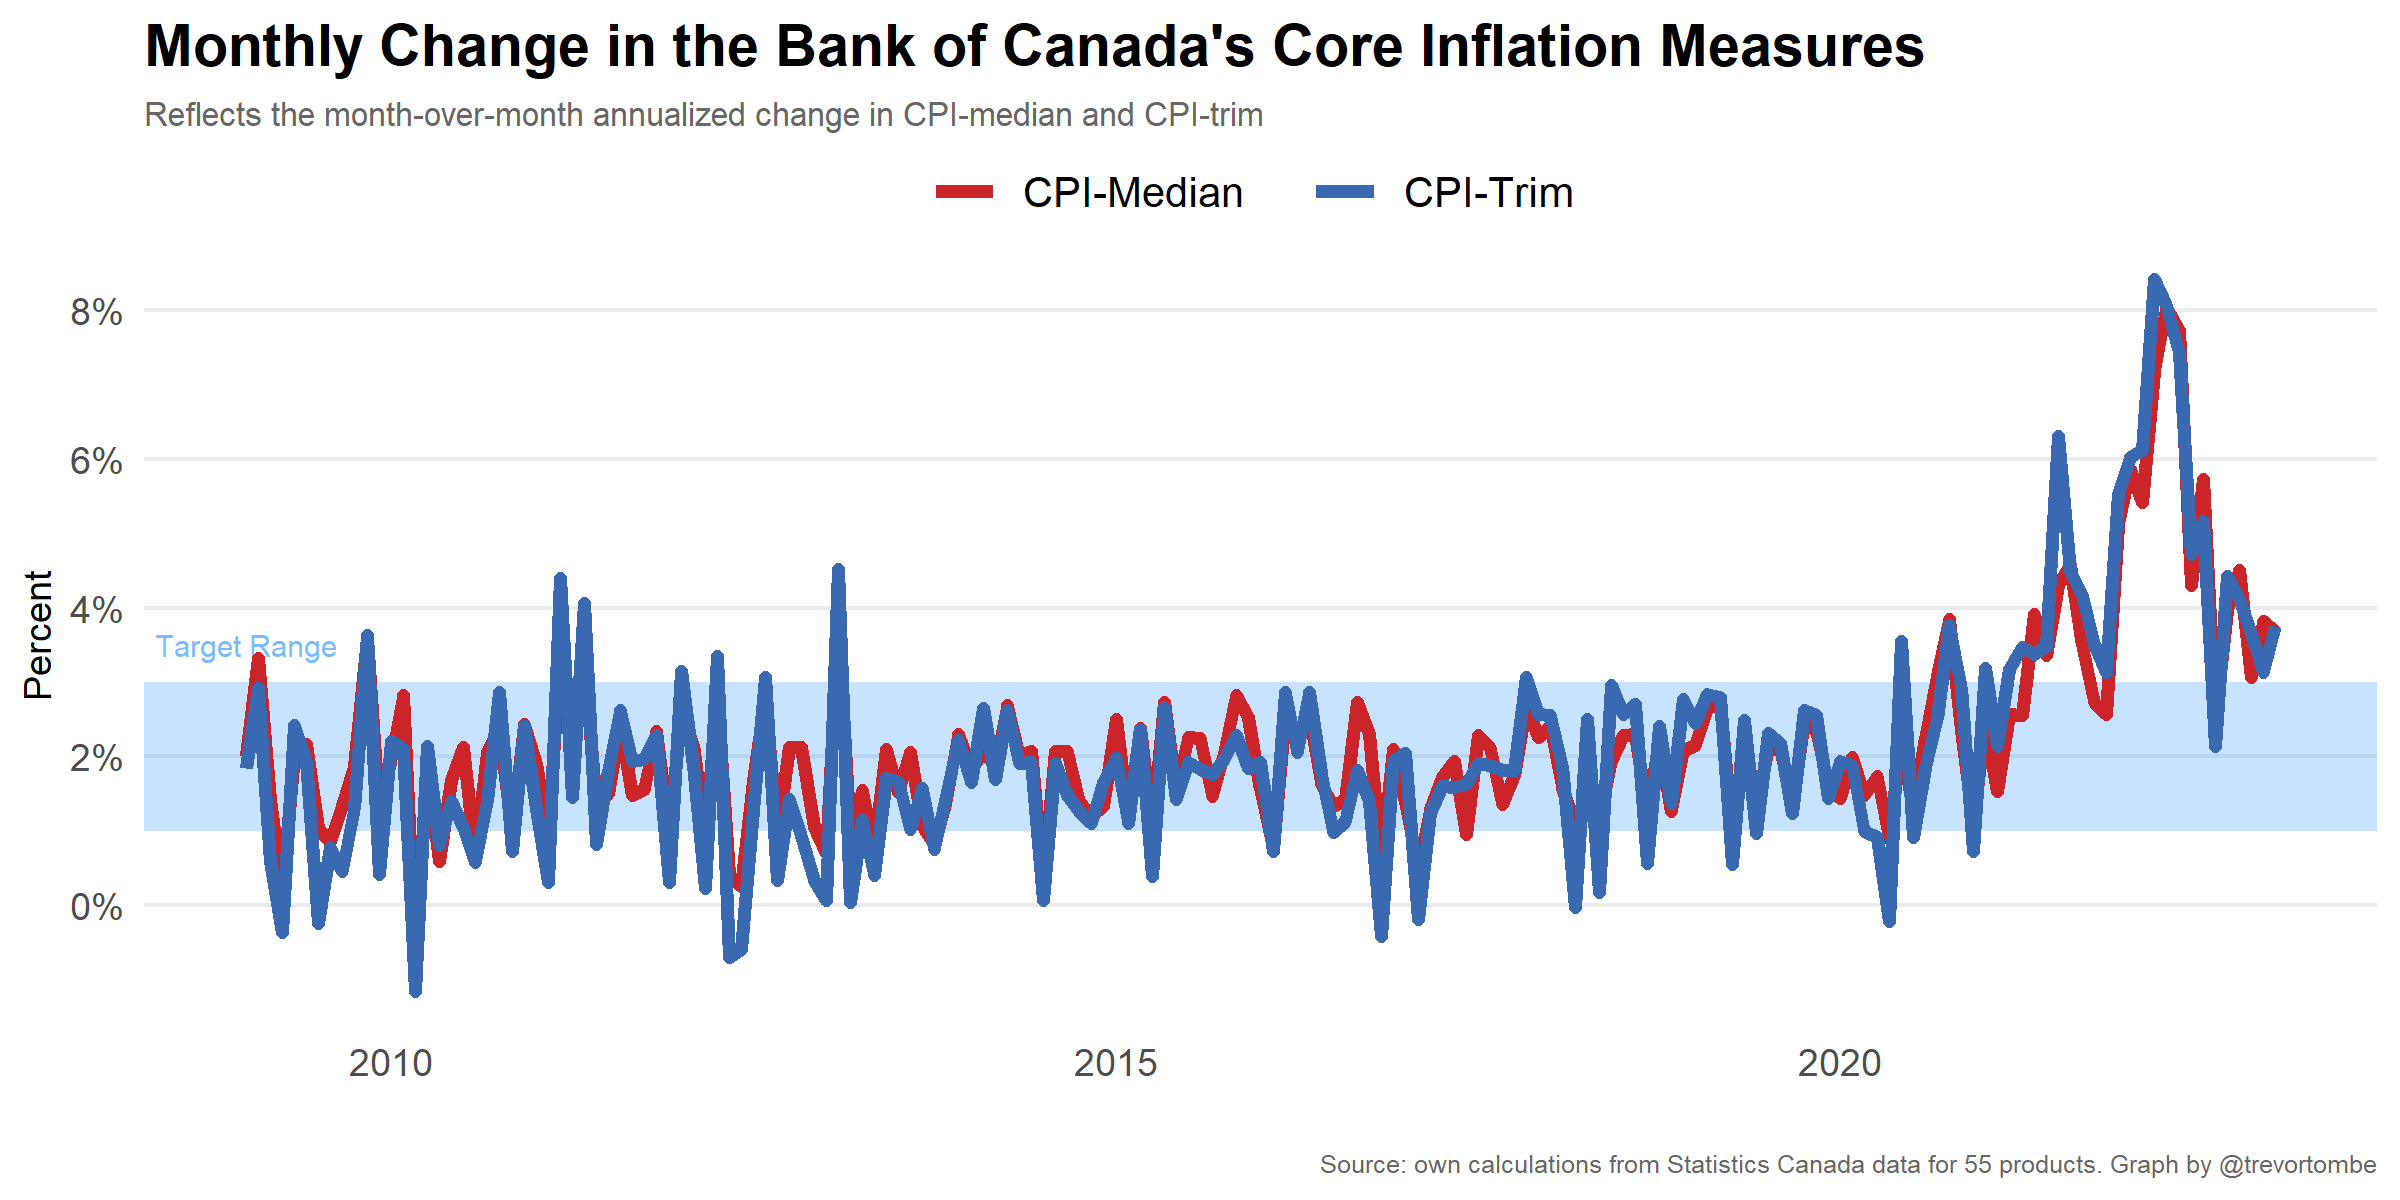 Monthly Change in the Bank of Canada's Core Inflation Measures
Reflects the month-over-month annualized change in CPI-median and CPI-trim
CPI-Median
CPI-Trim
8%
6%
4%
2%
0%
Percent
Target Range
2010
2015
2020
Source: own calculations from Statistics Canada data for 55 products. Graph by @trevortombe